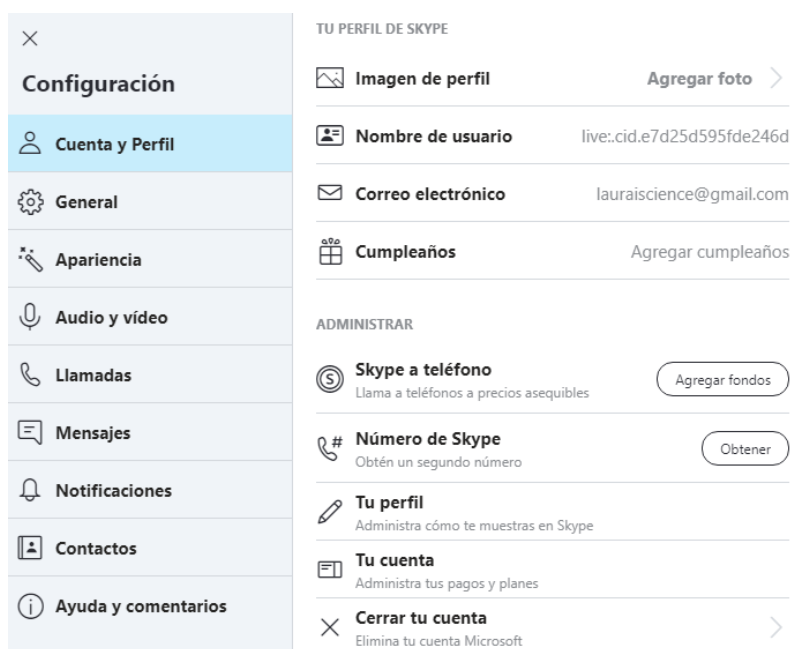 Configuración
Cuenta y Perfil
General
Apariencia
Audio y vídeo
Llamadas
Mensajes
Notificaciones
Contactos
Ayuda y comentarios
TU PERFIL DE SKYPE
Imagen de perfil Agregar foto
Nombre de usuario live:.cid.e7d25d595fde246d
Correo electrónico lauraiscience@gmail.com
Cumpleaños Agregar cumpleaños
ADMINISTRAR
Skype a teléfono
Llama a teléfonos a precios asequibles
Agregar fondos
Número de Skype
Obtén un segundo número
Obtener
Tu perfil
Administra cómo te muestras en Skype
Tu cuenta
Administra tus pagos y planes
Cerrar tu cuenta
Elimina tu cuenta Microsoft